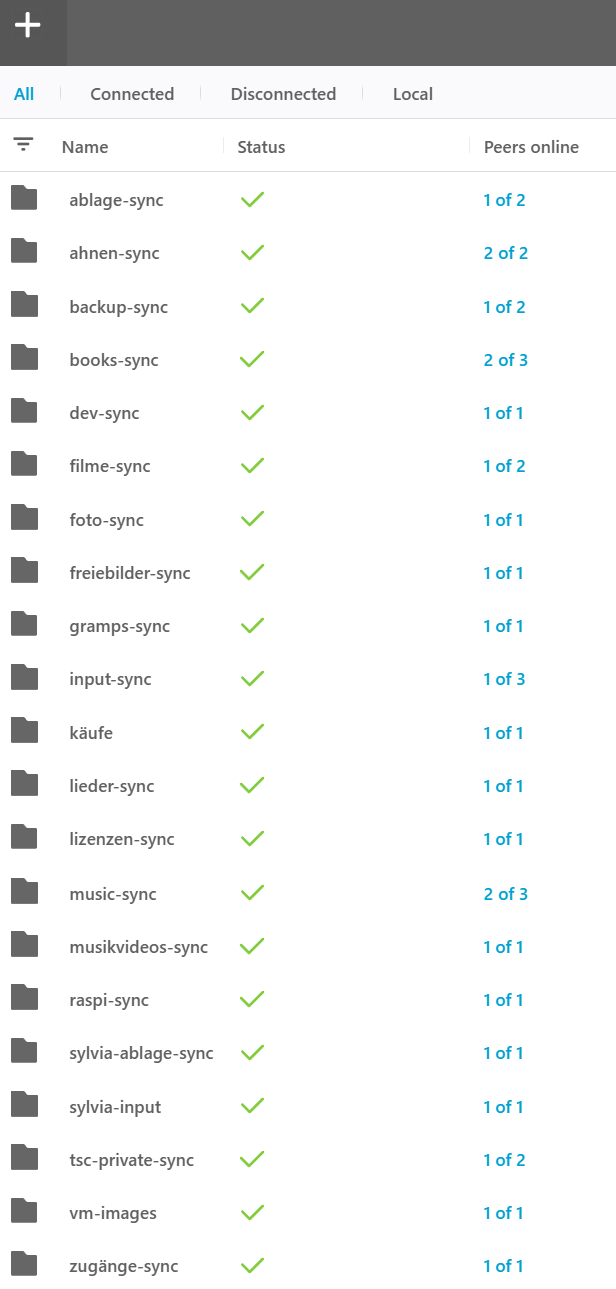 All Connected Disconnected Local
Name Status Peers online
ablage-sync 1 of 2
ahnen-sync 2 of 2
backup-sync 1 of 2
books-sync 2 of 3
dev-sync 1 of 1
filme-sync 1 of 2
foto-sync 1 of 1
freiebilder-sync 1 of 1
gramps-sync 1 of 1
input-sync 1 of 3
käufe 1 of 1
lieder-sync 1 of 1
lizenzen-sync 1 of 1
music-sync 2 of 3
musikvideos-sync 1 of 1
raspi-sync 1 of 1
sylvia-ablage-sync 1 of 1
sylvia-input 1 of 1
tsc-private-sync 1 of 2
vm-images 1 of 1
zugänge-sync 1 of 1